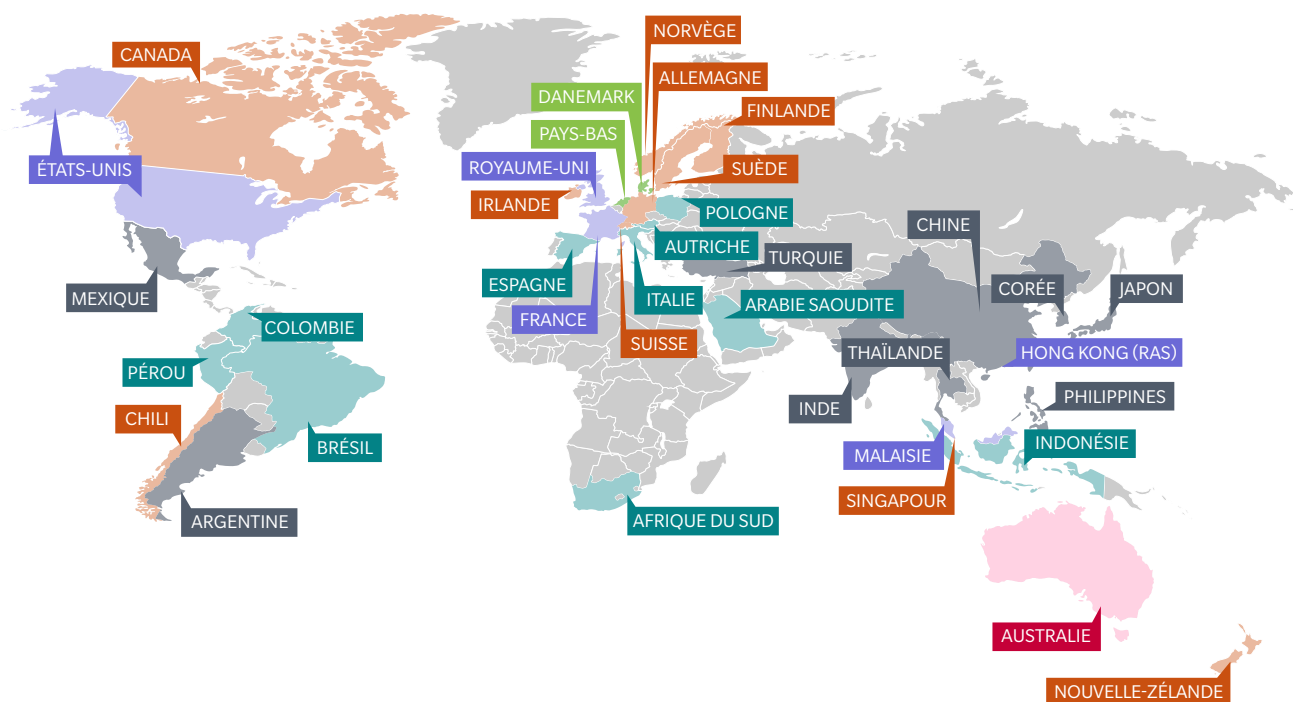 NORVÈGE
CANADA
ALLEMAGNE
DANEMARK
FINLANDE
PAYS-BAS
ÉTATS-UNIS
ROYAUME-UNI
SUÈDE
IRLANDE
POLOGNE
CHINE
AUTRICHE
TURQUIE
MEXIQUE
ESPAGNE
ITALIE
ARABIE SAOUDITE
CORÉE
JAPON
COLOMBIE
FRANCE
SUISSE
THAÏLANDE
HONG KONG (RAS)
PÉROU
INDE
PHILIPPINES
CHILI
BRÉSIL
MALAISIE
INDONÉSIE
SINGAPOUR
ARGENTINE
AFRIQUE DU SUD
AUSTRALIE
NOUVELLE-ZÉLANDE